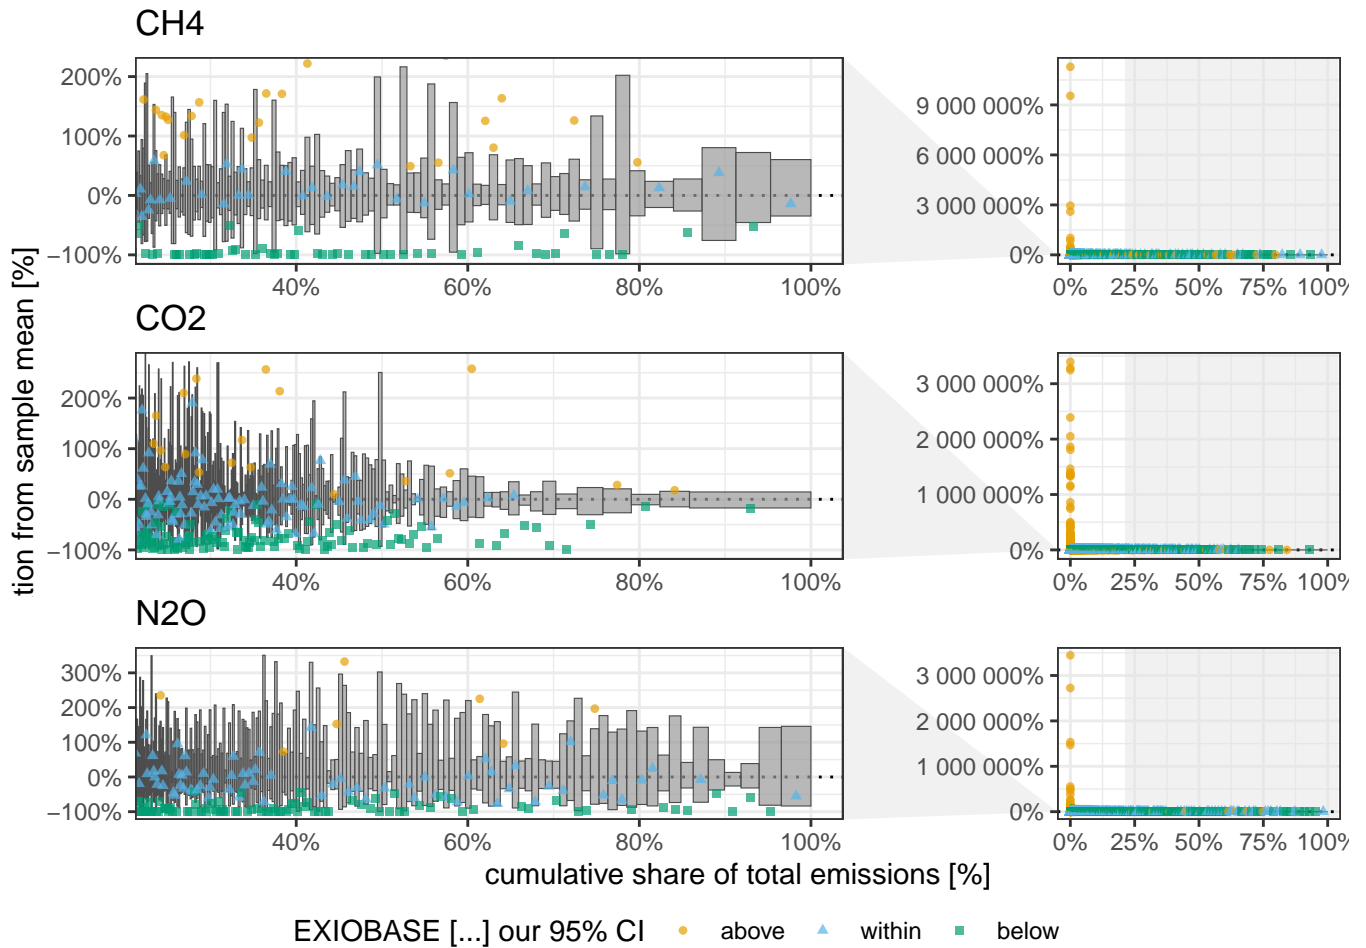 CH4
200%
100%
0%
−100%
40%
60%
80%
100%
9 000 000%
6 000 000%
3 000 000%
0%
0%
25%
50%
75%
100%
CO2
200%
100%
0%
−100%
40%
60%
80%
100%
3 000 000%
2 000 000%
1 000 000%
0%
0%
25%
50%
75%
100%
N2O
300%
200%
100%
0%
−100%
40%
60%
80%
100%
3 000 000%
2 000 000%
1 000 000%
0%
0%
25%
50%
75%
100%
tion from sample mean [%]
cumulative share of total emissions [%]
EXIOBASE [...] our 95% CI above within below